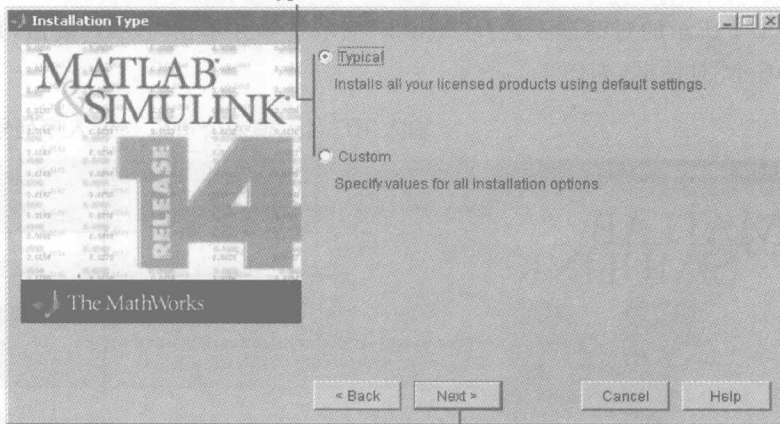 Installation Type
MATLAB
& SIMULINK
RELEASE
14
The MathWorks
Typical
Installs all your licensed products using default settings.
Custom
Specify values for all installation options
< Back
Next >
Cancel
Help